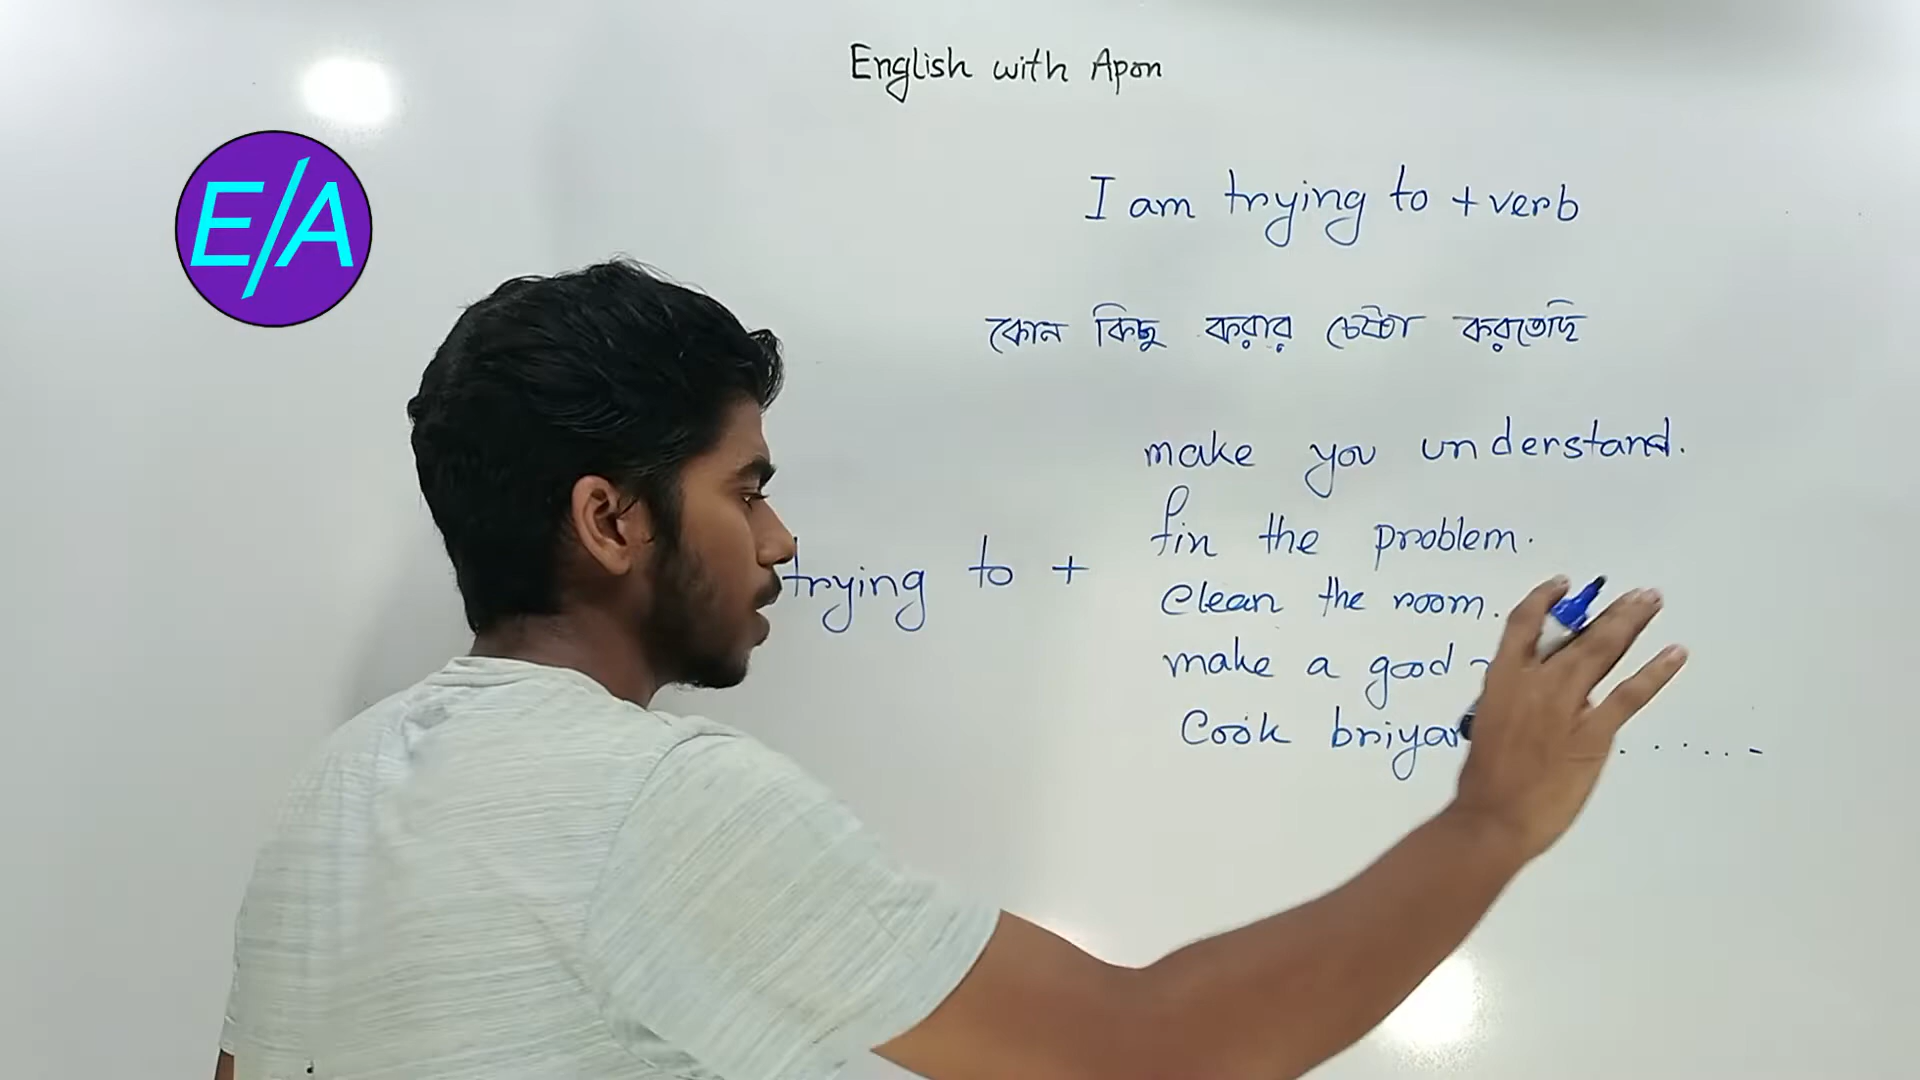 English with Apon
E/A
I am trying to + verb
কোন কিছু করার চেষ্টা করতেছি
make you understand.
fin the problem.
trying to +
clean the room.
make a good
Cook